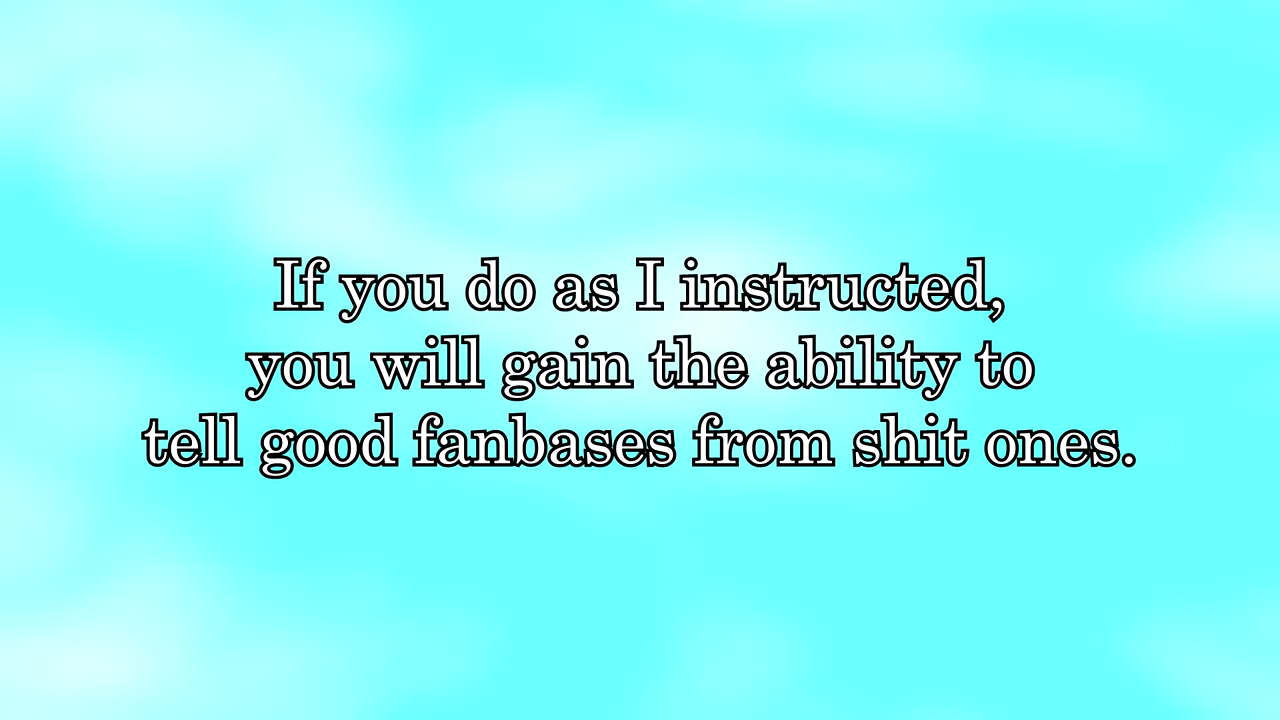 If you do as I instructed,
you will gain the ability to
tell good fanbases from shit ones.